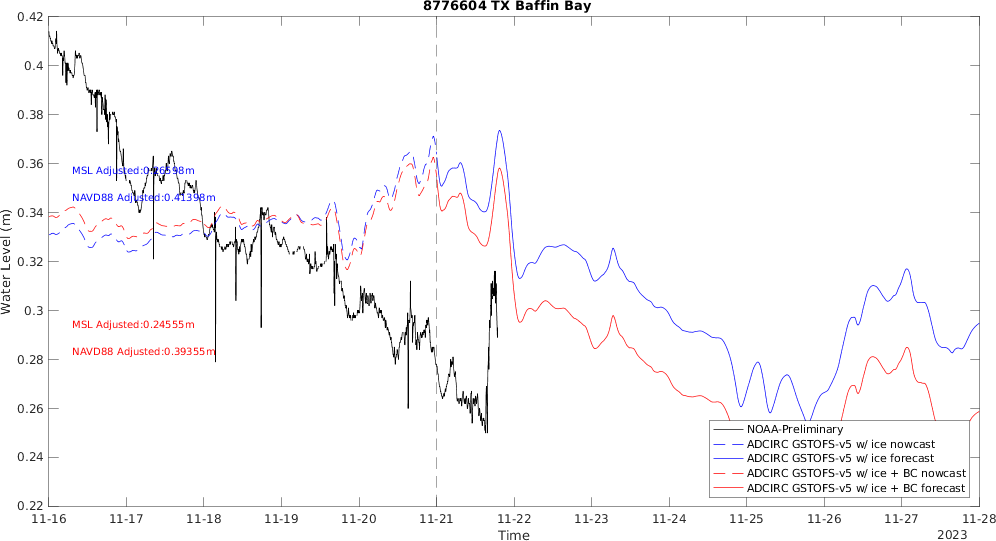 8776604 TX Baffin Bay
Water Level (m)
0.42
0.4
0.38
0.36
0.34
0.32
0.3
0.28
0.26
0.24
0.22
MSL Adjusted:0.26598m
NAVD88 Adjusted:0.41398m
MSL Adjusted:0.24555m
NAVD88 Adjusted:0.39355m
NOAA-Preliminary
ADCIRC GSTOFS-v5 w/ ice nowcast
ADCIRC GSTOFS-v5 w/ ice forecast
ADCIRC GSTOFS-v5 w/ ice + BC nowcast
ADCIRC GSTOFS-v5 w/ ice + BC forecast
11-16 11-17 11-18 11-19 11-20 11-21 11-22 11-23 11-24 11-25 11-26 11-27 11-28
Time
2023